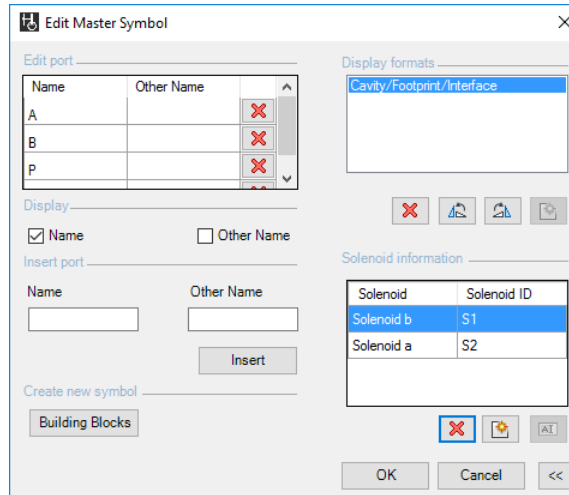 Edit Master Symbol
Edit port
Name Other Name
A
B
P
Display
Name Other Name
Insert port
Name Other Name
Insert
Create new symbol
Building Blocks
Display formats
Cavity/Footprint/Interface
Solenoid information
Solenoid Solenoid ID
Solenoid b S1
Solenoid a S2
AI
OK Cancel <<